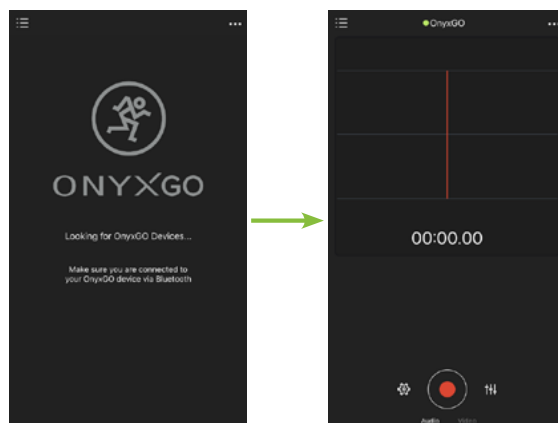 ONYXGO
Looking for OnyxGO Devices...
Make sure you are connected to
your OnyxGO device via Bluetooth
OnyxGO
00:00.00
Audio Video